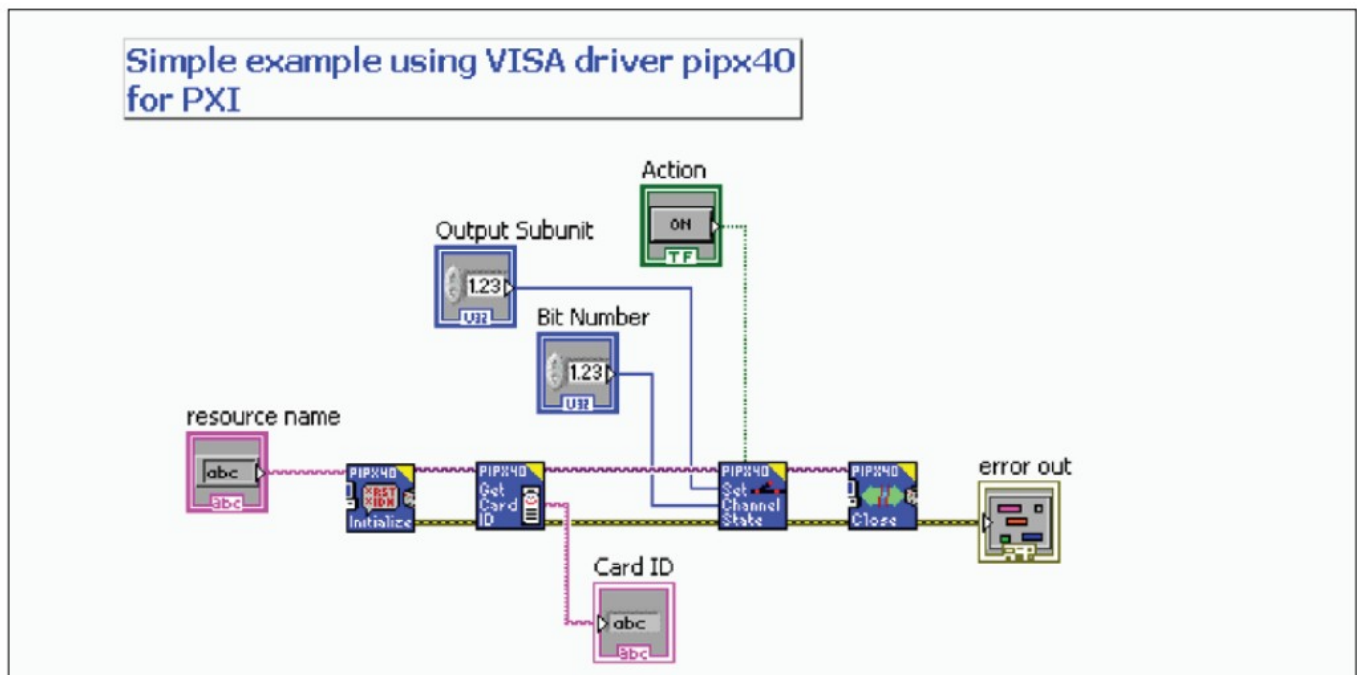 Simple example using VISA driver pipx40
for PXI
Action
ON
TF
Output Subunit
1.23
U32
Bit Number
1.23
U32
resource name
abc
abc
PIPX40
RST
IDN
Initialize
PIPX40
Get
Card
ID
PIPX40
Set
Channel
State
PIPX40
Close
error out
Card ID
abc
abc